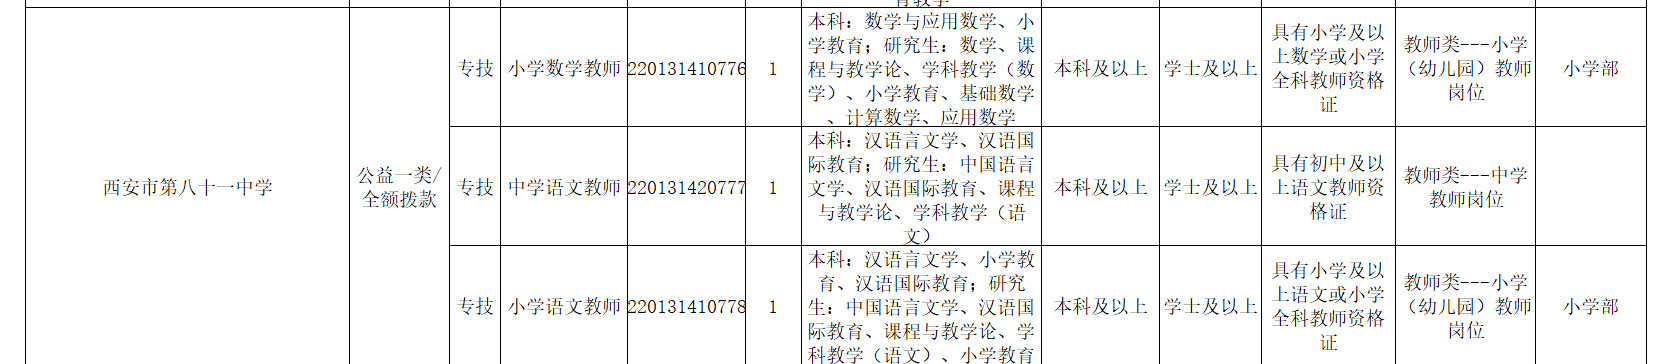 育教学
西安市第八十一中学
公益一类/
全额拨款
专技
小学数学教师
220131410776
1
本科：数学与应用数学、小
学教育；研究生：数学、课
程与教学论、学科教学（数
学）、小学教育、基础数学
、计算数学、应用数学
本科及以上
学士及以上
具有小学及以
上数学或小学
全科教师资格
证
教师类---小学
（幼儿园）教师
岗位
小学部
专技
中学语文教师
220131420777
1
本科：汉语言文学、汉语国
际教育；研究生：中国语言
文学、汉语国际教育、课程
与教学论、学科教学（语
文）
本科及以上
学士及以上
具有初中及以
上语文教师资
格证
教师类---中学
教师岗位
专技
小学语文教师
220131410778
1
本科：汉语言文学、小学教
育、汉语国际教育；研究
生：中国语言文学、汉语国
际教育、课程与教学论、学
科教学（语文）、小学教育
本科及以上
学士及以上
具有小学及以
上语文或小学
全科教师资格
证
教师类---小学
（幼儿园）教师
岗位
小学部